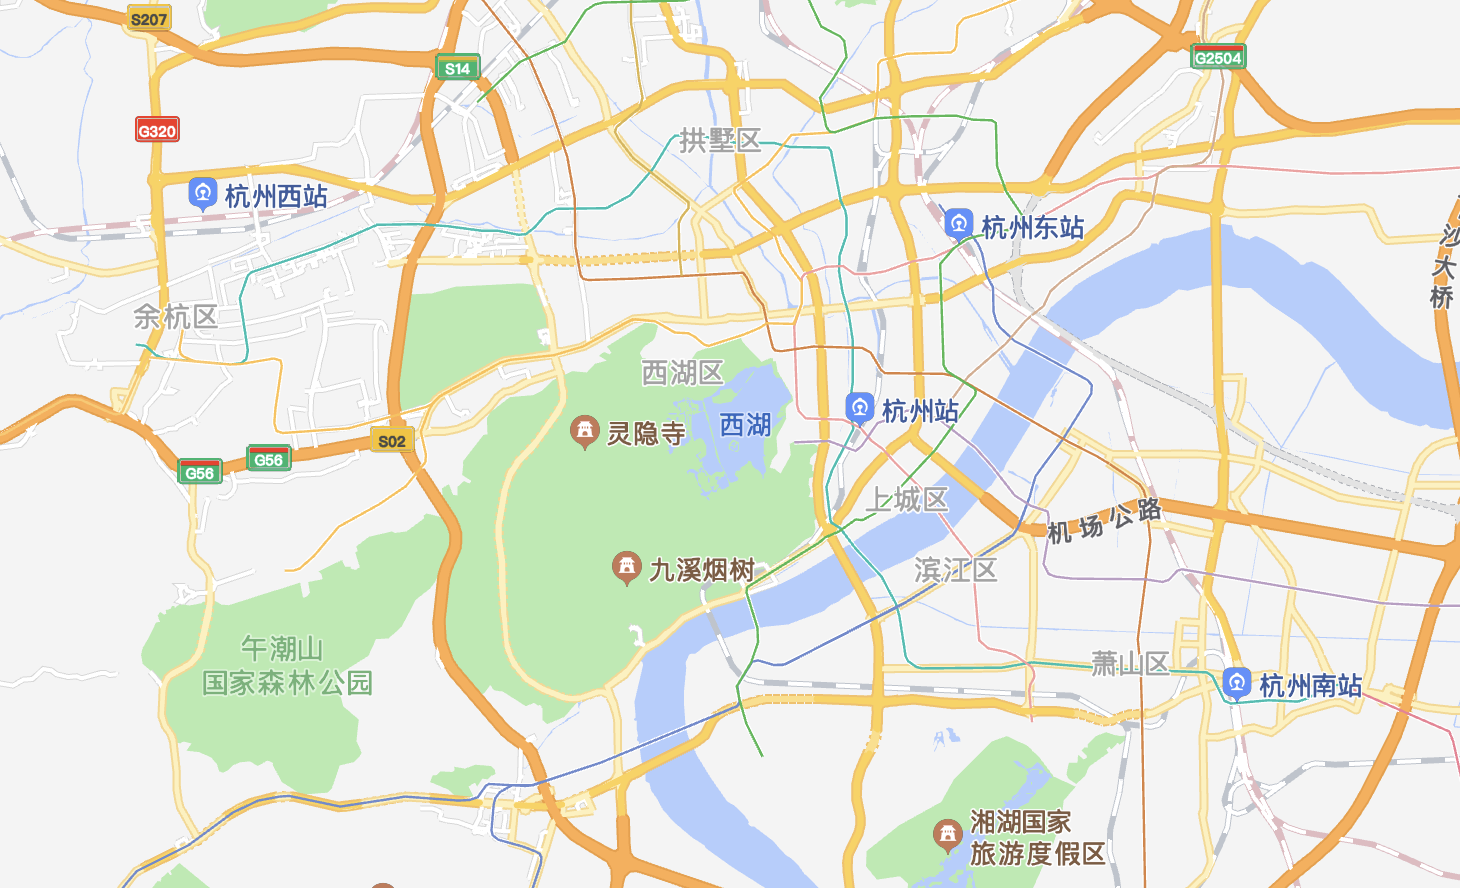 S207
S14
G2504
G320
拱墅区
杭州西站
杭州东站
沙大桥
余杭区
西湖区
灵隐寺
西湖
杭州站
S02
G56
G56
上城区
机场公路
九溪烟树
滨江区
午潮山
国家森林公园
萧山区
杭州南站
湘湖国家
旅游度假区